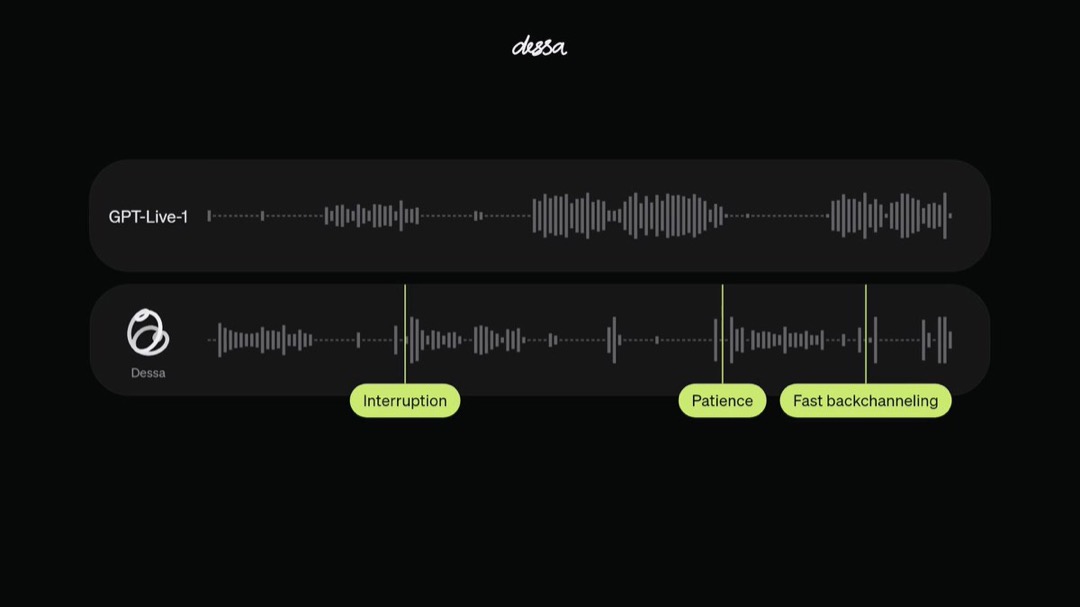 dessa
GPT-Live-1
Dessa
Interruption
Patience
Fast backchanneling